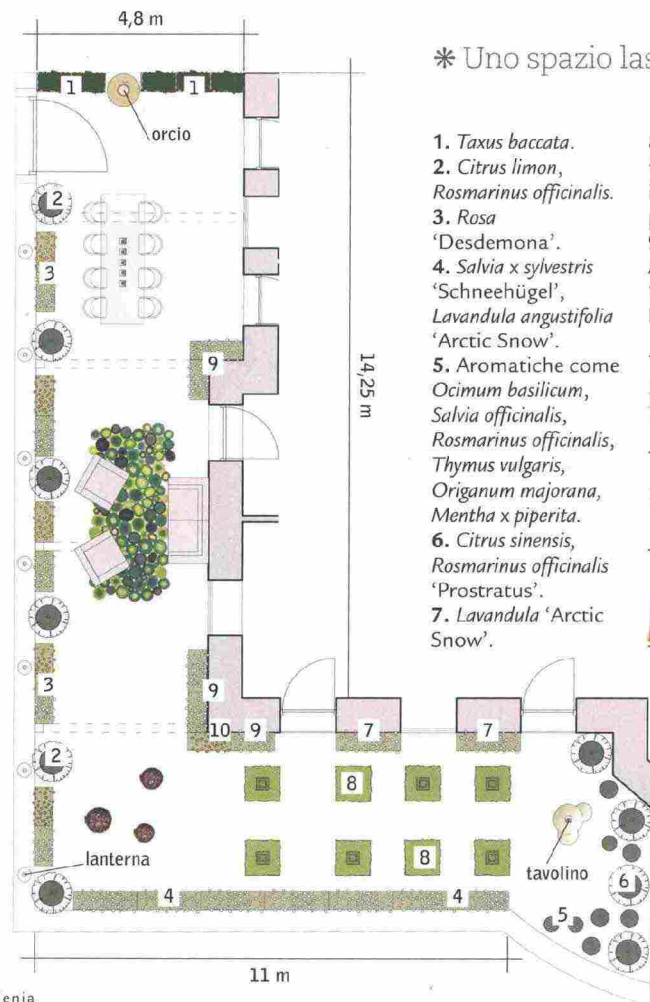 4,8 m
✳ Uno spazio las
1
1
orcio
1. Taxus baccata.
2. Citrus limon,
Rosmarinus officinalis.
3. Rosa
'Desdemona'.
4. Salvia x sylvestris
'Schneehügel',
Lavandula angustifolia
'Arctic Snow'.
5. Aromatiche come
Ocimum basilicum,
Salvia officinalis,
Rosmarinus officinalis,
Thymus vulgaris,
Origanum majorana,
Mentha x piperita.
6. Citrus sinensis,
Rosmarinus officinalis
'Prostratus'.
7. Lavandula 'Arctic
Snow'.
2
3
9
14,25 m
3
9
10
9
7
7
2
8
8
lanterna
tavolino
6
4
4
5
11 m
enia